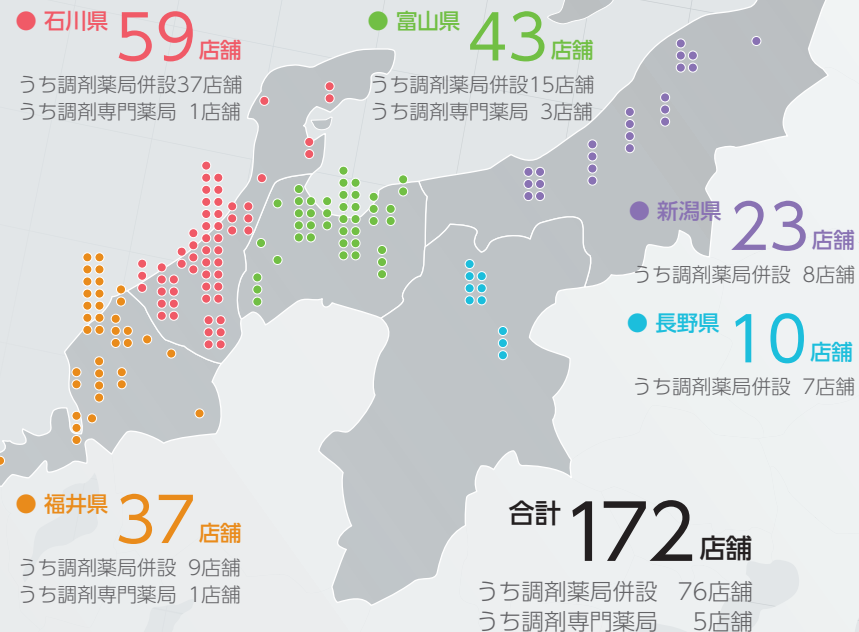 石川県 59店舗
うち調剤薬局併設37店舗
うち調剤専門薬局 1店舗
富山県 43店舗
うち調剤薬局併設15店舗
うち調剤専門薬局 3店舗
新潟県 23店舗
うち調剤薬局併設 8店舗
長野県 10店舗
うち調剤薬局併設 7店舗
福井県 37店舗
うち調剤薬局併設 9店舗
うち調剤専門薬局 1店舗
合計 172店舗
うち調剤薬局併設 76店舗
うち調剤専門薬局 5店舗